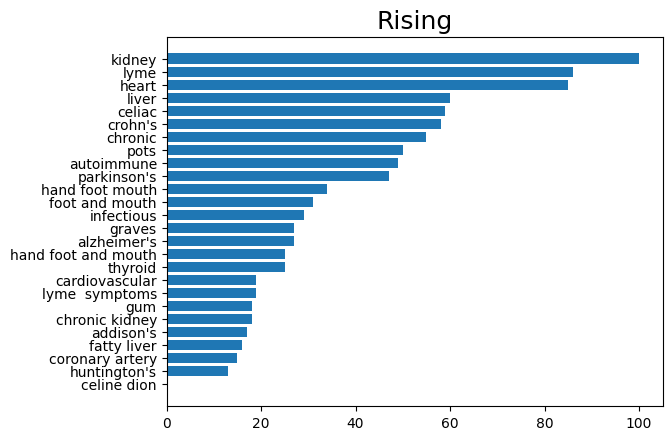 Rising
kidney
lyme
heart
liver
celiac
crohn's
chronic
pots
autoimmune
parkinson's
hand foot mouth
foot and mouth
infectious
graves
alzheimer's
hand foot and mouth
thyroid
cardiovascular
lyme  symptoms
gum
chronic kidney
addison's
fatty liver
coronary artery
huntington's
celine dion
0 20 40 60 80 100